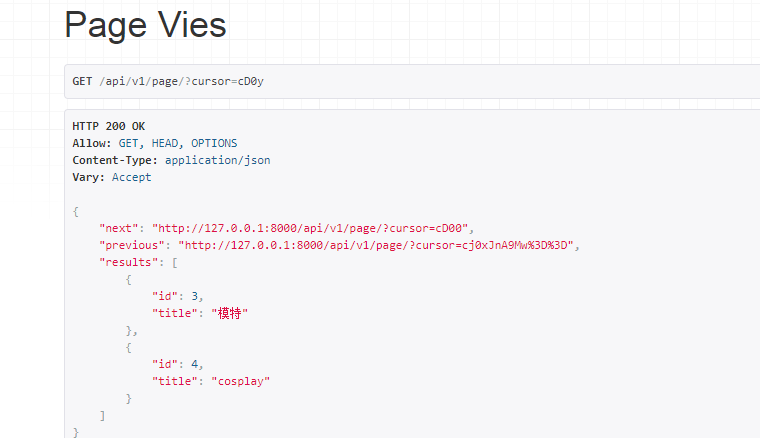 Page Vies
GET /api/v1/page/?cursor=cD0y
HTTP 200 OK
Allow: GET, HEAD, OPTIONS
Content-Type: application/json
Vary: Accept
{
"next": "http://127.0.0.1:8000/api/v1/page/?cursor=cD00",
"previous": "http://127.0.0.1:8000/api/v1/page/?cursor=cj0xJnA9Mw%3D%3D",
"results": [
{
"id": 3,
"title": "模特"
},
{
"id": 4,
"title": "cosplay"
}
]
}